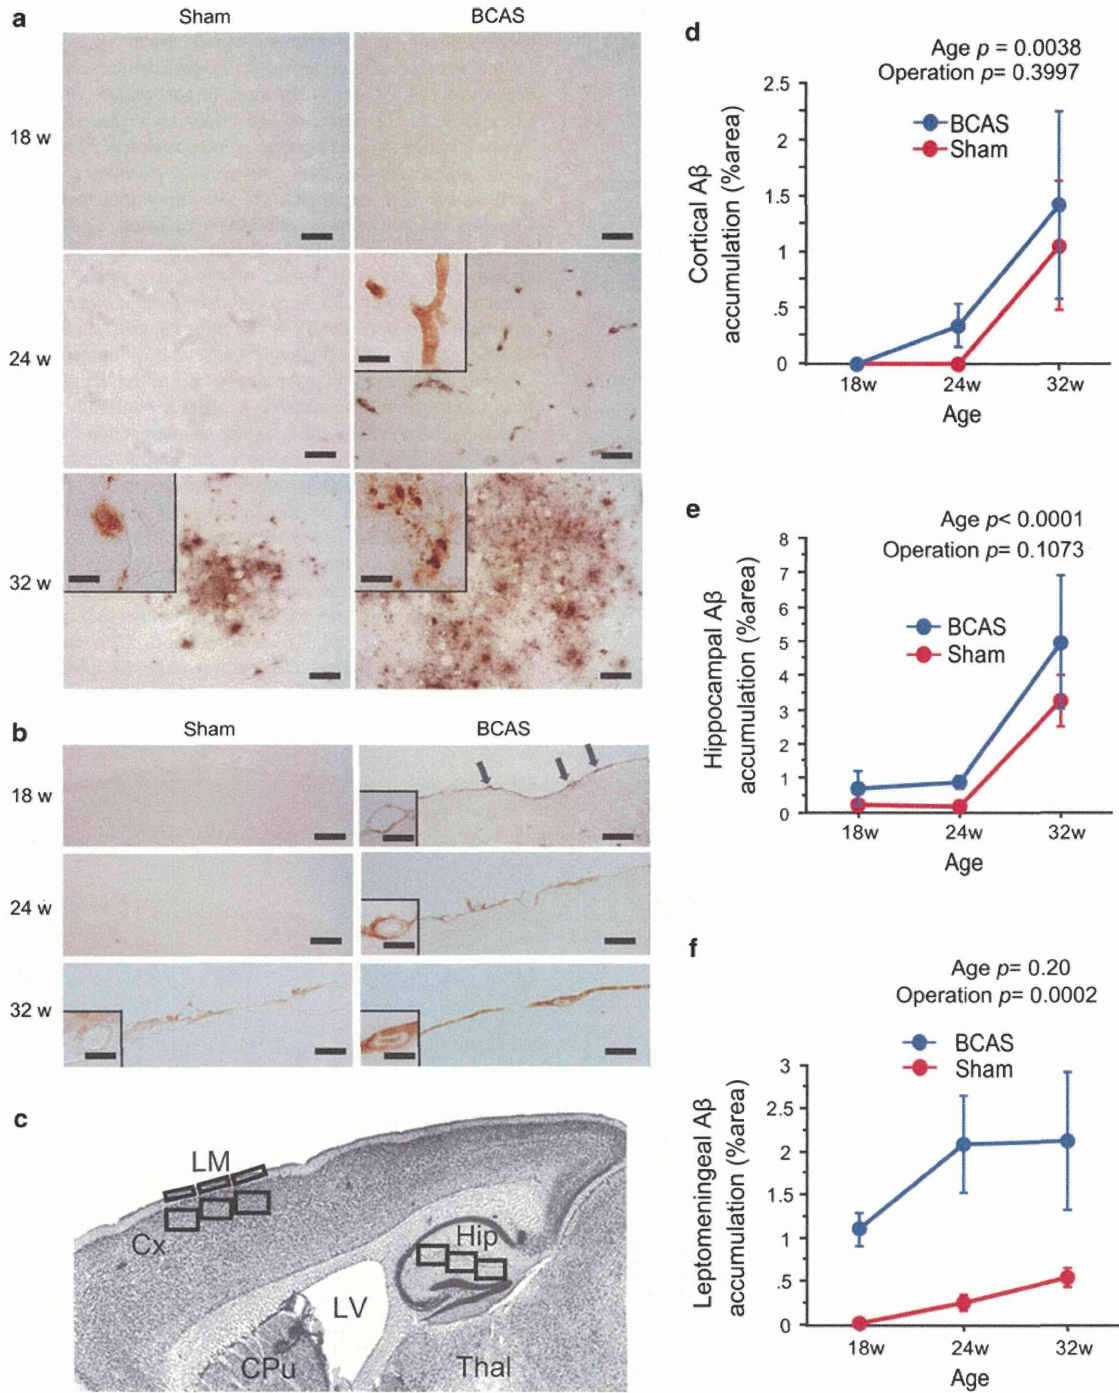 a
Sham
BCAS
18 w
24 w
32 w
b
Sham
BCAS
18 w
24 w
32 w
c
LM
Cx
Hip
LV
CPu
Thal
d
Age p = 0.0038
Operation p= 0.3997
2.5
2
1.5
1
.5
0
BCAS
Sham
Cortical Aβ
accumulation (%area)
18w
24w
32w
Age
e
Age p< 0.0001
Operation p= 0.1073
8
7
6
5
4
3
2
1
0
BCAS
Sham
Hippocampal Aβ
accumulation (%area)
18w
24w
32w
Age
f
Age p= 0.20
Operation p= 0.0002
BCAS
Sham
3
2.5
2
1.5
1
.5
0
Leptomeningeal Aβ
accumulation (%area)
18w
24w
32w
Age